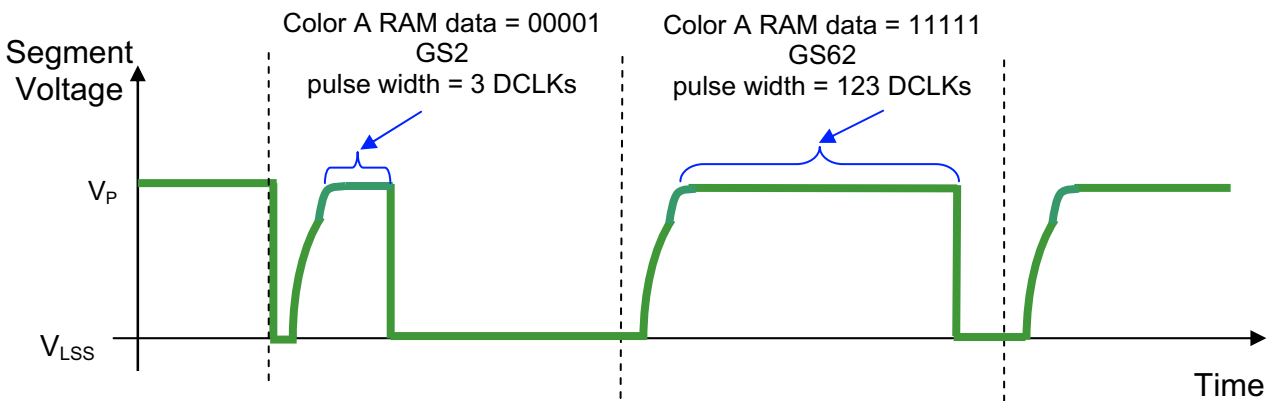 Color A RAM data = 00001
GS2
pulse width = 3 DCLKs
Color A RAM data = 11111
GS62
pulse width = 123 DCLKs
Segment
Voltage
VP
VLSS
Time